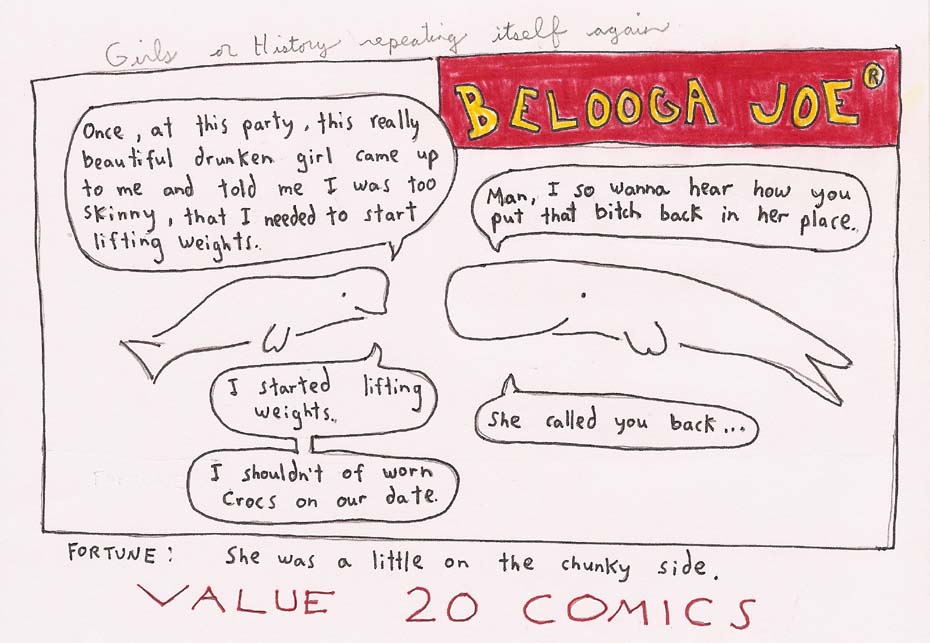 Girls or History repeating itself again
BELOOGA JOE®
Once, at this party, this really
beautiful drunken girl came up
to me and told me I was too
skinny, that I needed to start
lifting weights.
Man, I so wanna hear how you
put that bitch back in her place.
I started lifting
weights.
She called you back...
I shouldn't of worn
Crocs on our date.
FORTUNE: She was a little on the chunky side.
VALUE 20 COMICS